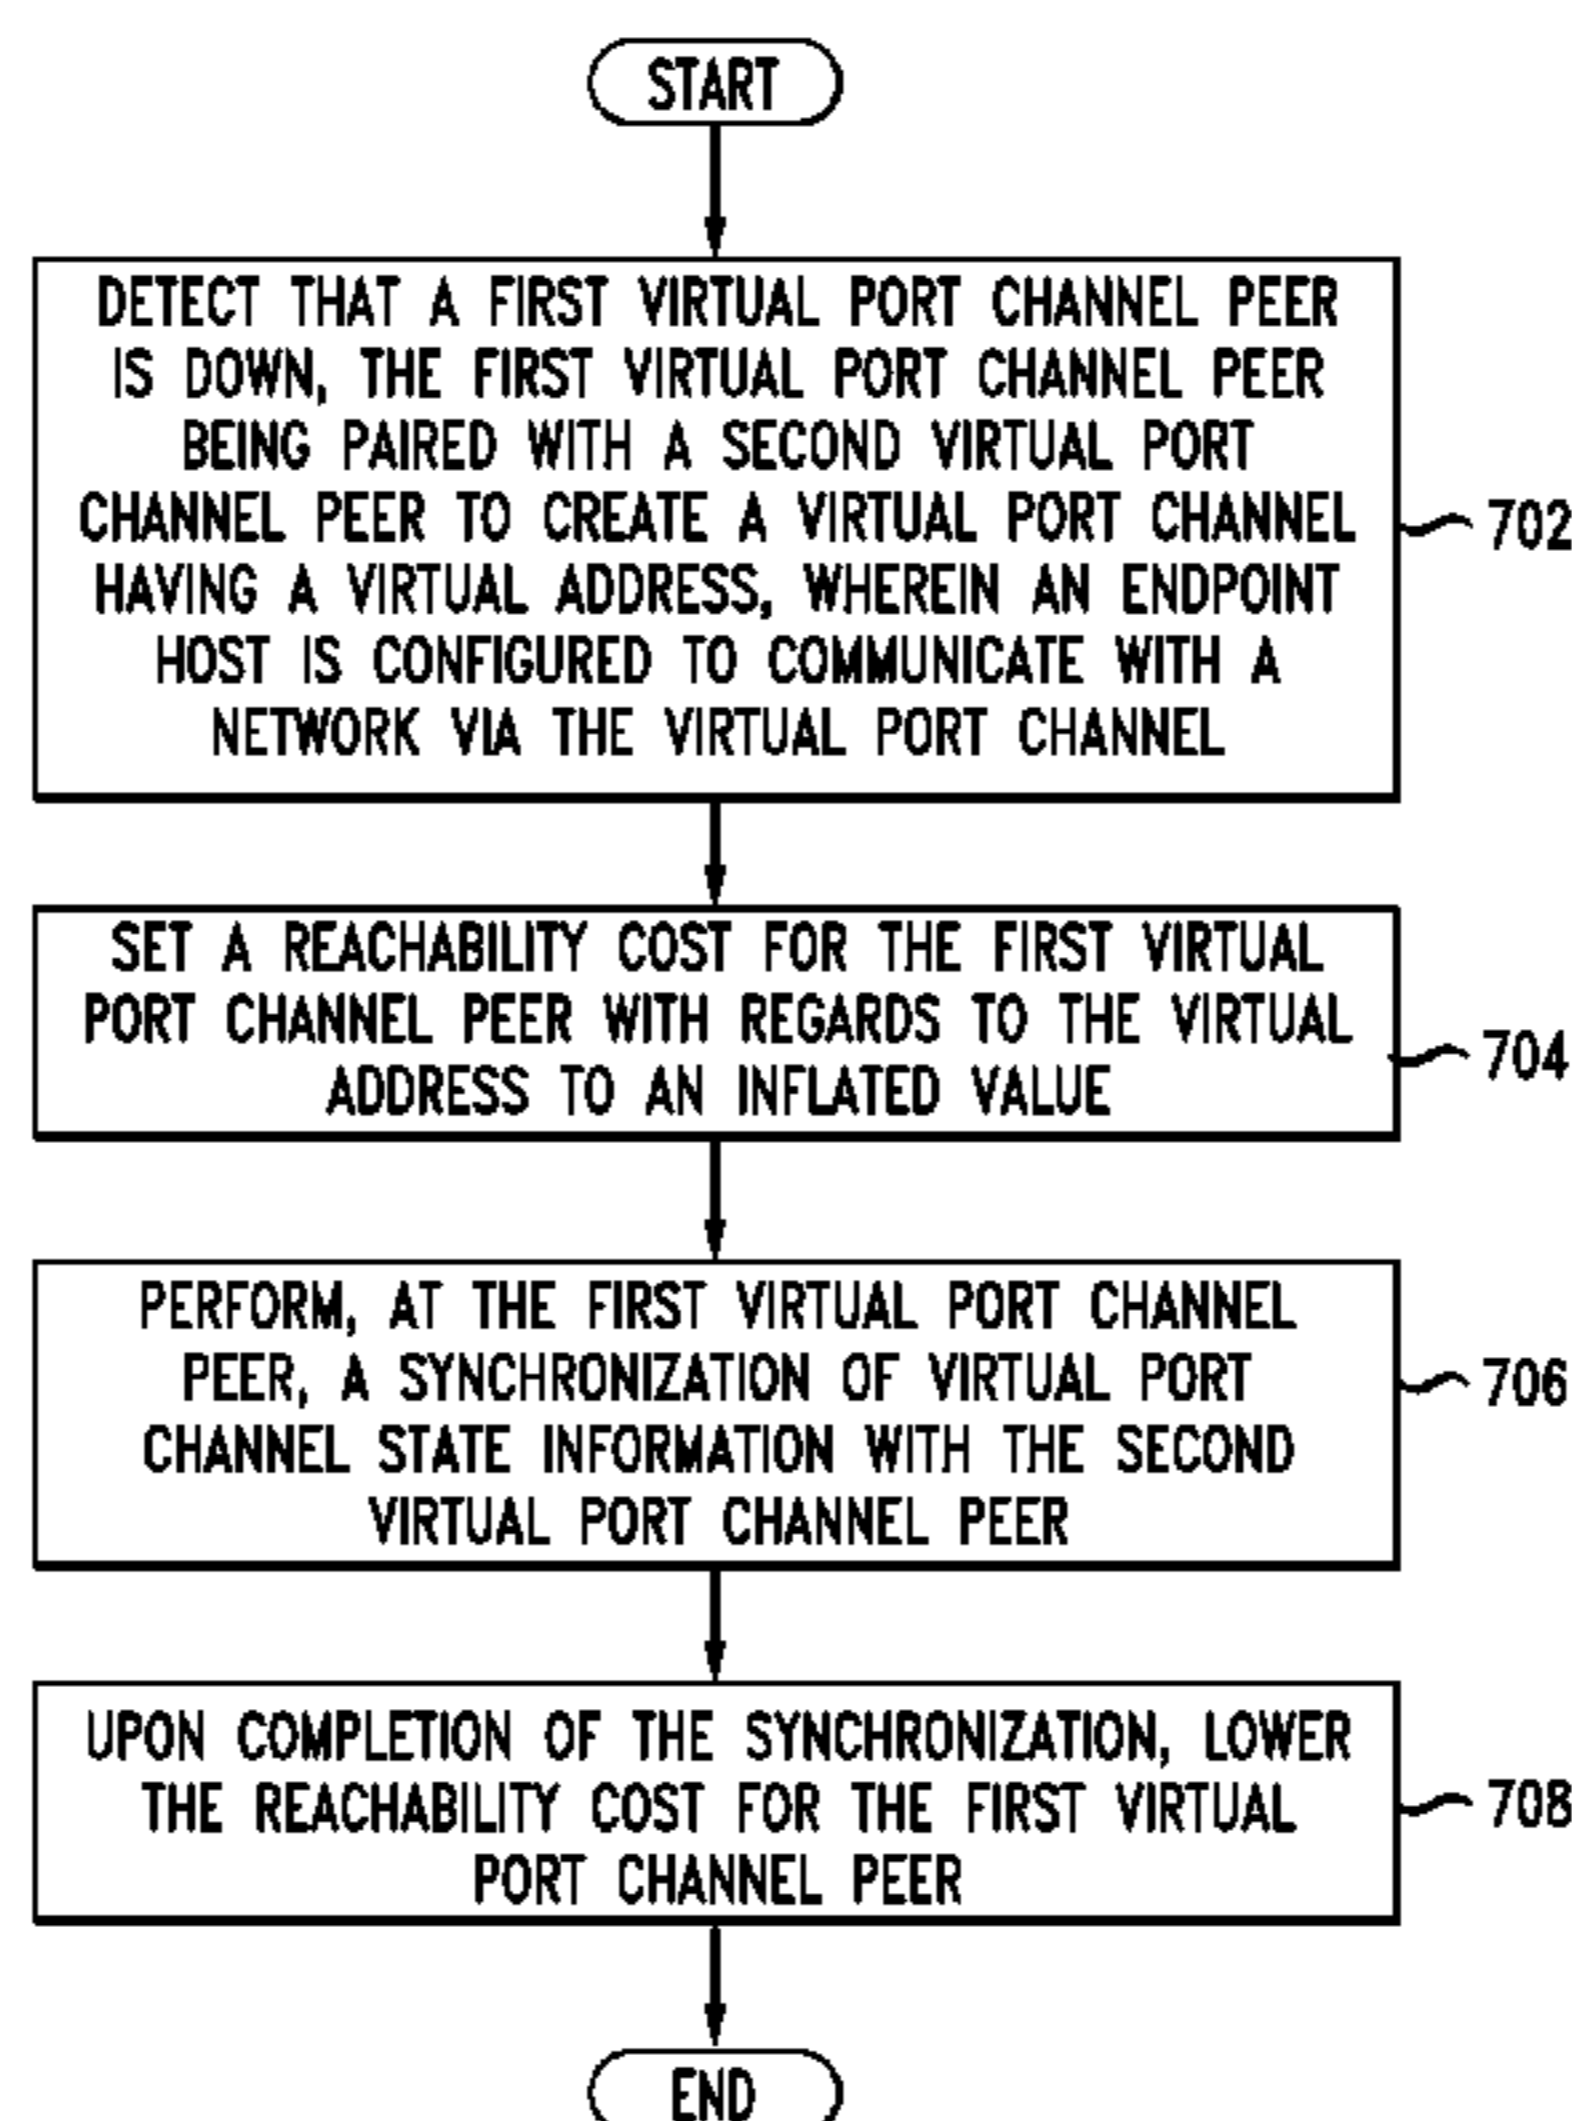 START
DETECT THAT A FIRST VIRTUAL PORT CHANNEL PEER
IS DOWN, THE FIRST VIRTUAL PORT CHANNEL PEER
BEING PAIRED WITH A SECOND VIRTUAL PORT
CHANNEL PEER TO CREATE A VIRTUAL PORT CHANNEL
HAVING A VIRTUAL ADDRESS, WHEREIN AN ENDPOINT
HOST IS CONFIGURED TO COMMUNICATE WITH A
NETWORK VIA THE VIRTUAL PORT CHANNEL
702
SET A REACHABILITY COST FOR THE FIRST VIRTUAL
PORT CHANNEL PEER WITH REGARDS TO THE VIRTUAL
ADDRESS TO AN INFLATED VALUE
704
PERFORM, AT THE FIRST VIRTUAL PORT CHANNEL
PEER, A SYNCHRONIZATION OF VIRTUAL PORT
CHANNEL STATE INFORMATION WITH THE SECOND
VIRTUAL PORT CHANNEL PEER
706
UPON COMPLETION OF THE SYNCHRONIZATION, LOWER
THE REACHABILITY COST FOR THE FIRST VIRTUAL
PORT CHANNEL PEER
708
END